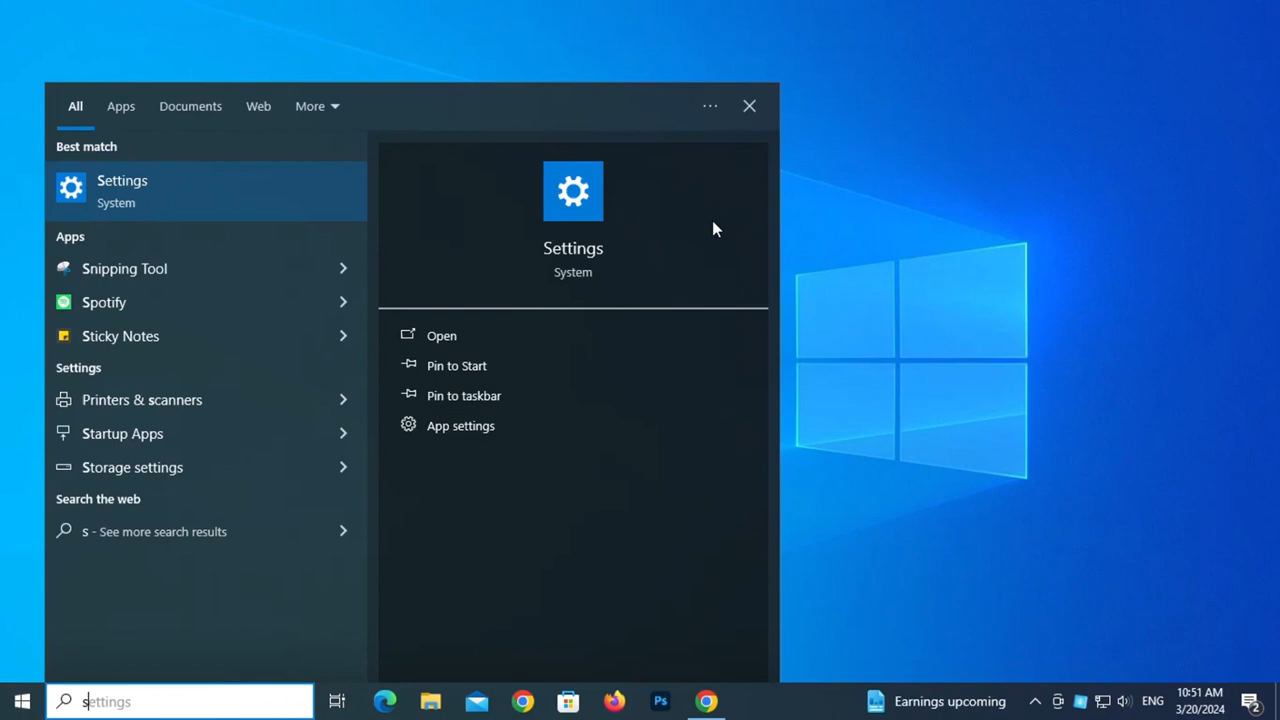 All Apps Documents Web More
Best match
Settings
System
Apps
Snipping Tool
Spotify
Sticky Notes
Settings
Printers & scanners
Startup Apps
Storage settings
Search the web
s - See more search results
Settings
System
Open
Pin to Start
Pin to taskbar
App settings
settings
Ps
Earnings upcoming
ENG
10:51 AM
3/20/2024
2